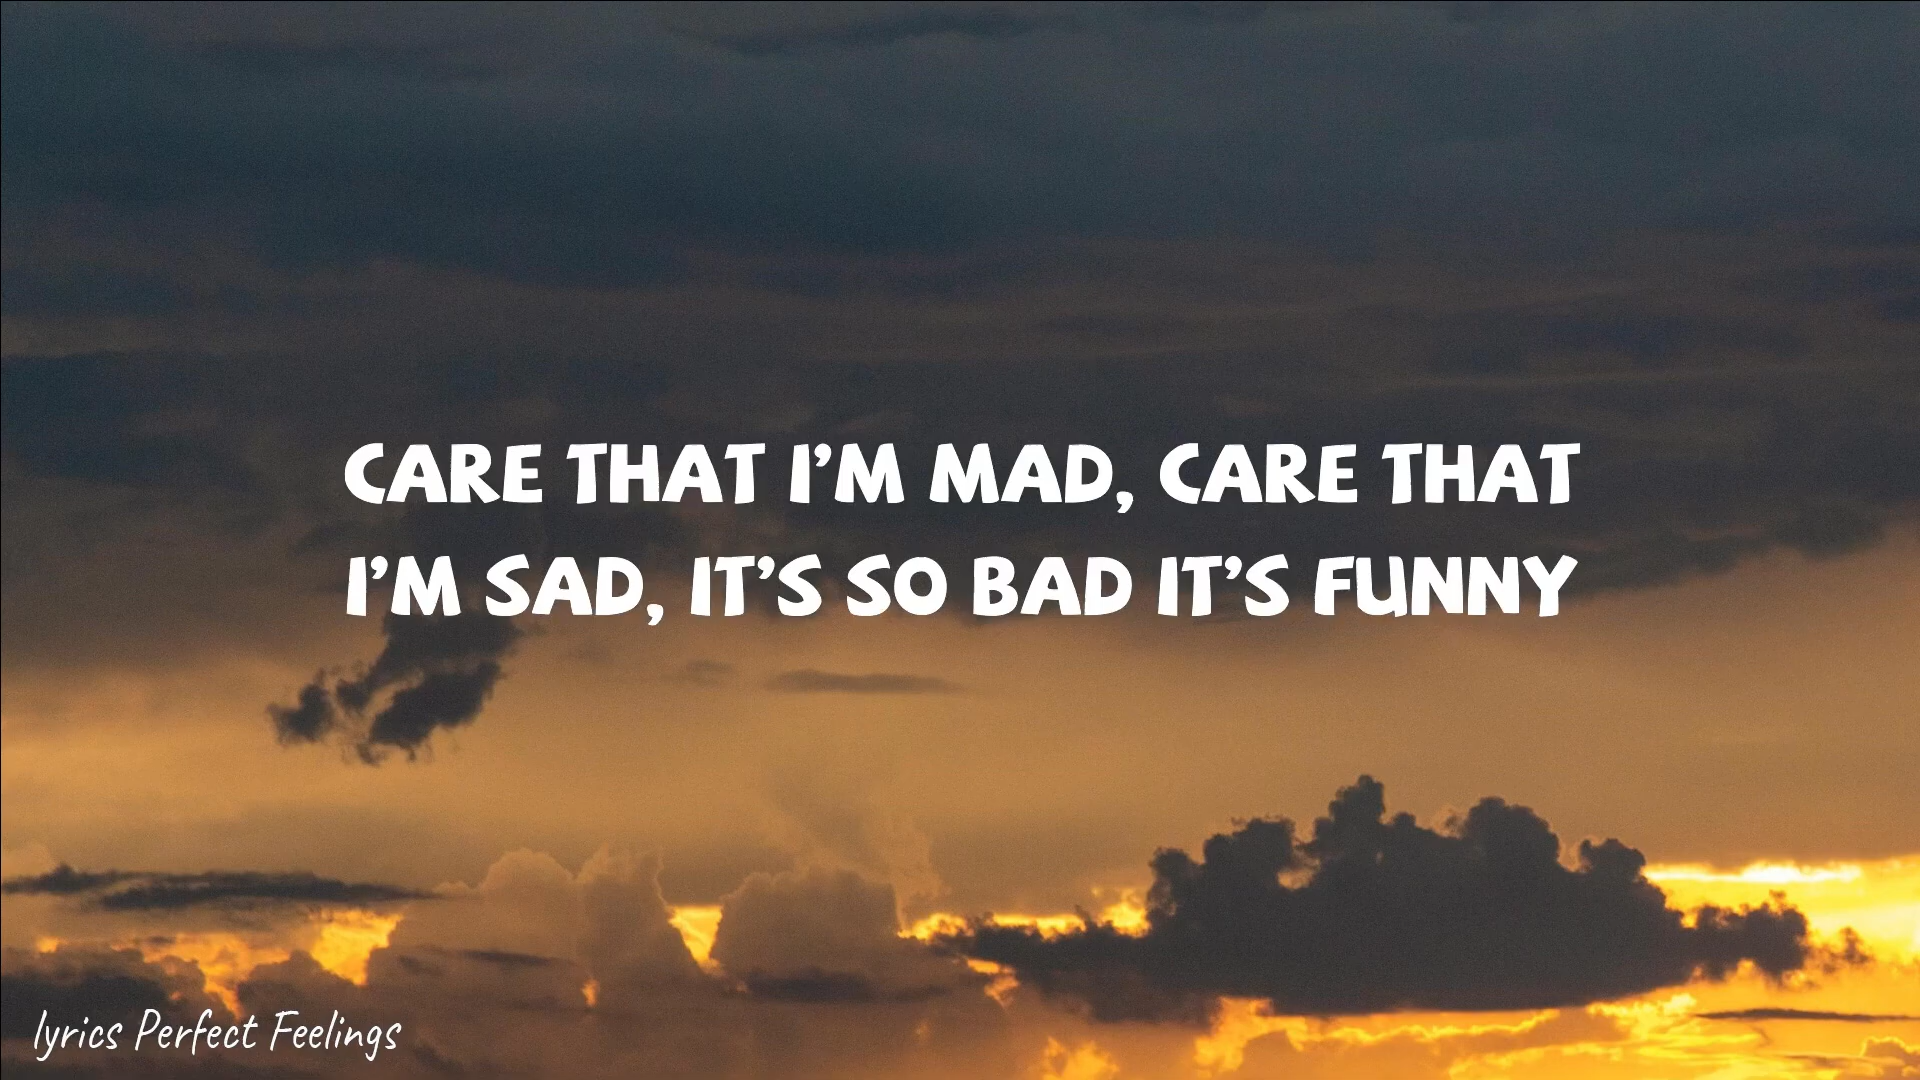 CARE THAT I'M MAD, CARE THAT
I'M SAD, IT'S SO BAD IT'S FUNNY
lyrics Perfect Feelings